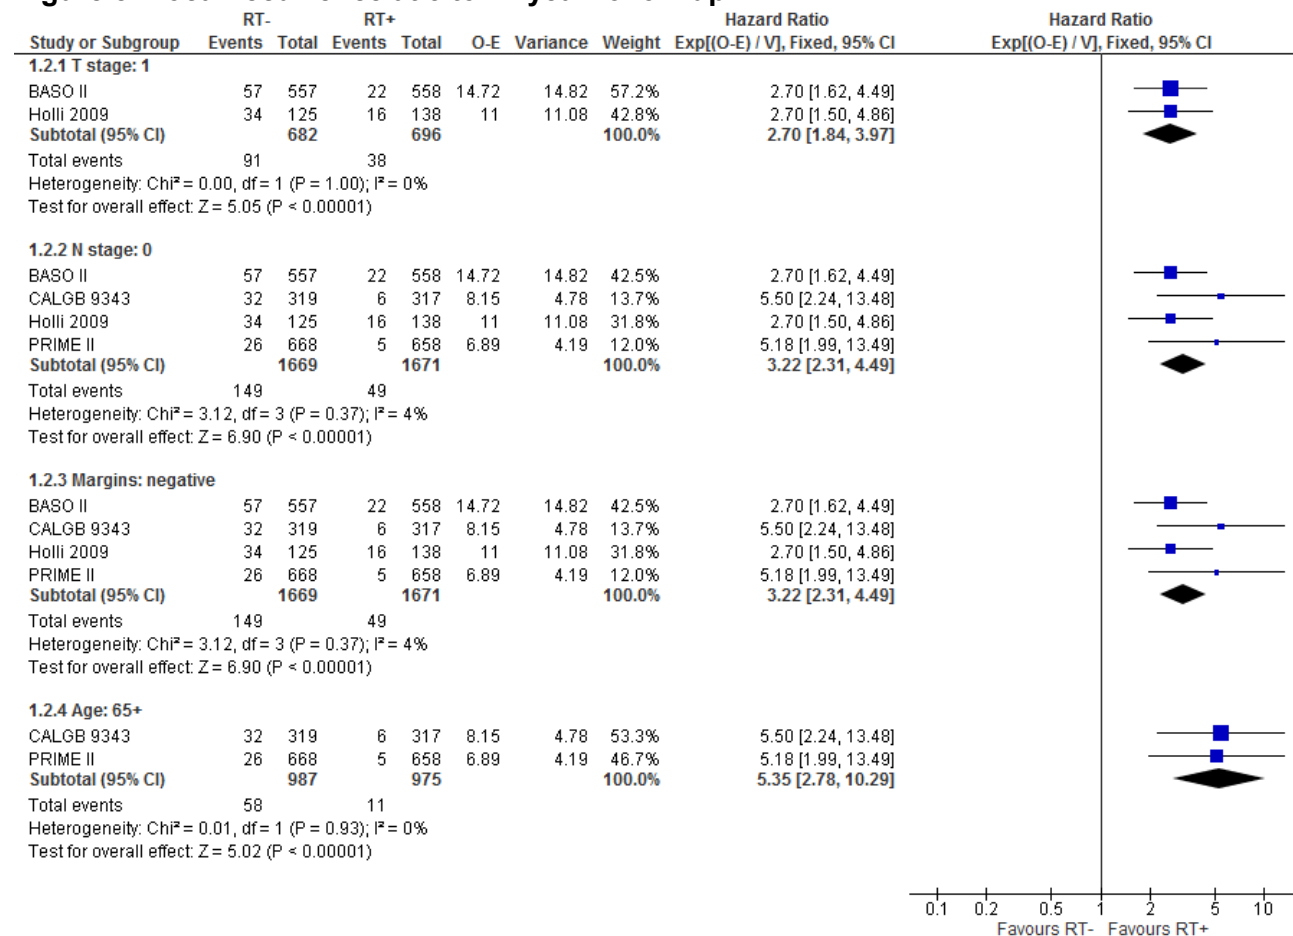 RT- RT+ Hazard Ratio Hazard Ratio
Study or Subgroup Events Total Events Total O-E Variance Weight Exp[(O-E) / V], Fixed, 95% CI Exp[(O-E) / V], Fixed, 95% CI
1.2.1 T stage: 1
BASO II 57 557 22 558 14.72 14.82 57.2% 2.70 [1.62, 4.49]
Holli 2009 34 125 16 138 11 11.08 42.8% 2.70 [1.50, 4.86]
Subtotal (95% CI) 682 696 100.0% 2.70 [1.84, 3.97]
Total events 91 38
Heterogeneity: Chi² = 0.00, df = 1 (P = 1.00); I² = 0%
Test for overall effect: Z = 5.05 (P < 0.00001)
1.2.2 N stage: 0
BASO II 57 557 22 558 14.72 14.82 42.5% 2.70 [1.62, 4.49]
CALGB 9343 32 319 6 317 8.15 4.78 13.7% 5.50 [2.24, 13.48]
Holli 2009 34 125 16 138 11 11.08 31.8% 2.70 [1.50, 4.86]
PRIME II 26 668 5 658 6.89 4.19 12.0% 5.18 [1.99, 13.49]
Subtotal (95% CI) 1669 1671 100.0% 3.22 [2.31, 4.49]
Total events 149 49
Heterogeneity: Chi² = 3.12, df = 3 (P = 0.37); I² = 4%
Test for overall effect: Z = 6.90 (P < 0.00001)
1.2.3 Margins: negative
BASO II 57 557 22 558 14.72 14.82 42.5% 2.70 [1.62, 4.49]
CALGB 9343 32 319 6 317 8.15 4.78 13.7% 5.50 [2.24, 13.48]
Holli 2009 34 125 16 138 11 11.08 31.8% 2.70 [1.50, 4.86]
PRIME II 26 668 5 658 6.89 4.19 12.0% 5.18 [1.99, 13.49]
Subtotal (95% CI) 1669 1671 100.0% 3.22 [2.31, 4.49]
Total events 149 49
Heterogeneity: Chi² = 3.12, df = 3 (P = 0.37); I² = 4%
Test for overall effect: Z = 6.90 (P < 0.00001)
1.2.4 Age: 65+
CALGB 9343 32 319 6 317 8.15 4.78 53.3% 5.50 [2.24, 13.48]
PRIME II 26 668 5 658 6.89 4.19 46.7% 5.18 [1.99, 13.49]
Subtotal (95% CI) 987 975 100.0% 5.35 [2.78, 10.29]
Total events 58 11
Heterogeneity: Chi² = 0.01, df = 1 (P = 0.93); I² = 0%
Test for overall effect: Z = 5.02 (P < 0.00001)
0.1 0.2 0.5 1 2 5 10
Favours RT- Favours RT+